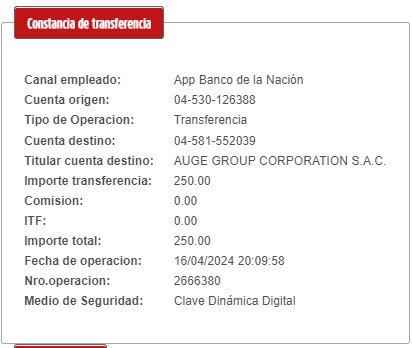 Constancia de transferencia
Canal empleado: App Banco de la Nación
Cuenta origen: 04-530-126388
Tipo de Operacion: Transferencia
Cuenta destino: 04-581-552039
Titular cuenta destino: AUGE GROUP CORPORATION S.A.C.
Importe transferencia: 250.00
Comision: 0.00
ITF: 0.00
Importe total: 250.00
Fecha de operacion: 16/04/2024 20:09:58
Nro.operacion: 2666380
Medio de Seguridad: Clave Dinámica Digital